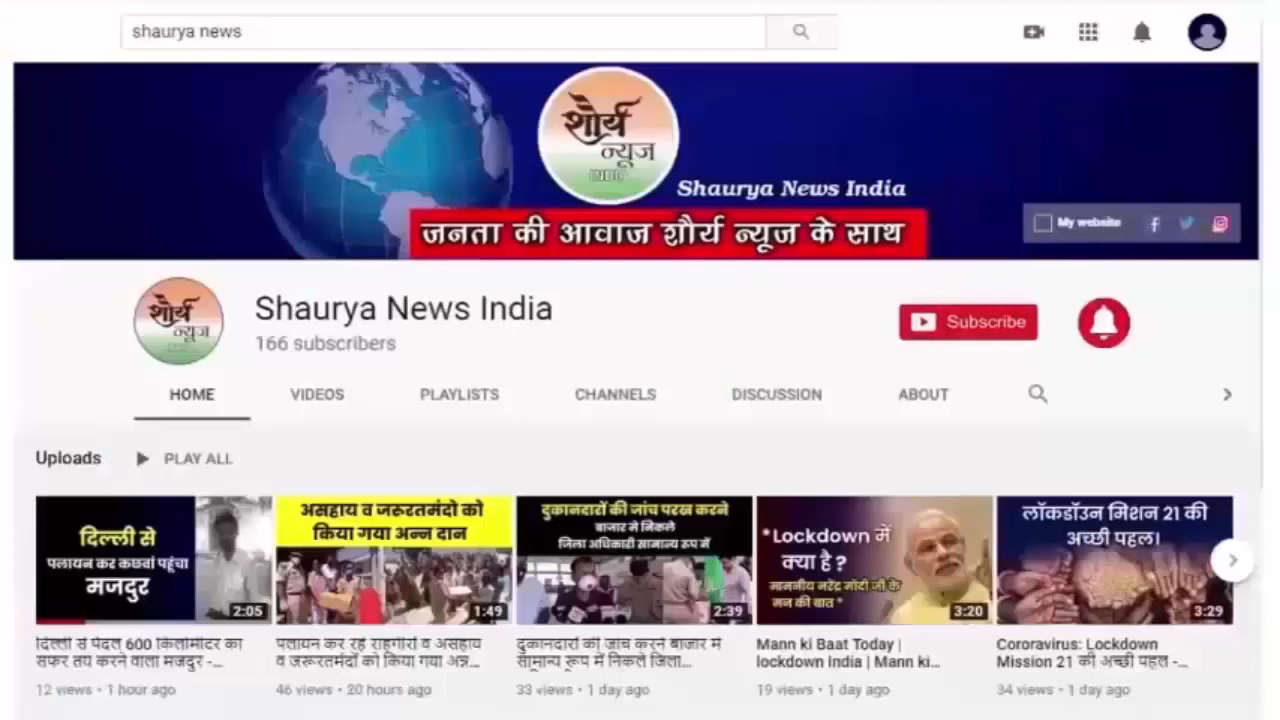 shaurya news
शौर्य
न्यूज
Shaurya News India
My website
जनता की आवाज शौर्य न्यूज के साथ
शौर्य
न्यूज
Shaurya News India
166 subscribers
Subscribe
HOME VIDEOS PLAYLISTS CHANNELS DISCUSSION ABOUT
Uploads PLAY ALL
दिल्ली से
पलायन कर कछवां पहूंचा
मजदुर
2:05
असहाय व जरूरतमंदो को
किया गया अन्न दान
1:49
दुकानदारों की जांच परख करने
बाजार मे निकले
जिला अधिकारी सामान्य रूप में
2:39
*Lockdown में
क्या है ?
माननीय नरेंद्र मोदी जी के
मन की बात *
3:20
लॉकडॉउन मिशन 21 की
अच्छी पहल।
3:29
दिल्ली से पैदल 600 किलोमीटर का
सफर तय करने वाला मजदुर -...
12 views • 1 hour ago
पलायन कर रहे राहगीरों व असहाय
व जरूरतमंदों को किया गया अन्न...
46 views • 20 hours ago
दुकानदारों की जांच करने बाजार में
सामान्य रूप में निकले जिला...
33 views • 1 day ago
Mann ki Baat Today |
lockdown India | Mann ki...
19 views • 1 day ago
Cororavirus: Lockdown
Mission 21 की अच्छी पहल -...
34 views • 1 day ago